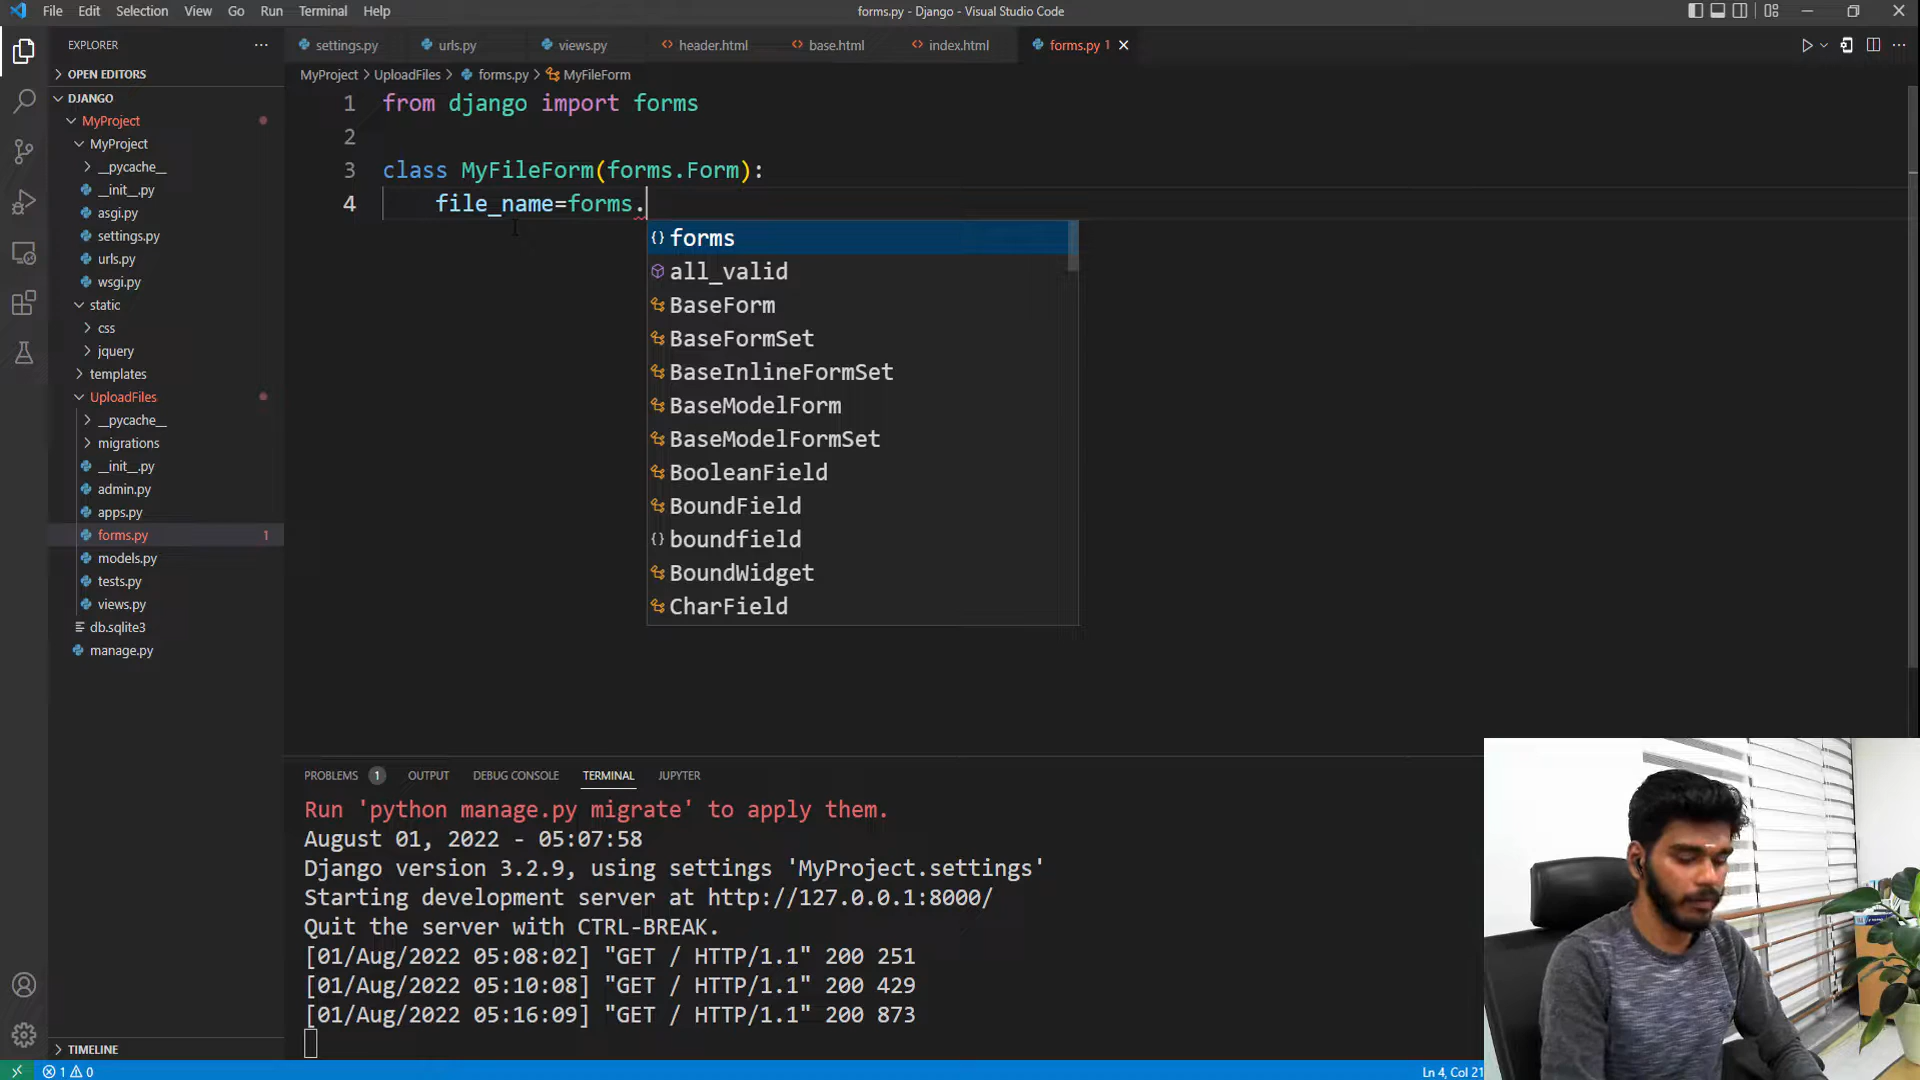 File Edit Selection View Go Run Terminal Help
forms.py - Django - Visual Studio Code
EXPLORER
OPEN EDITORS
DJANGO
MyProject
MyProject
__pycache__
__init__.py
asgi.py
settings.py
urls.py
wsgi.py
static
css
jquery
templates
UploadFiles
__pycache__
migrations
__init__.py
admin.py
apps.py
forms.py 1
models.py
tests.py
views.py
db.sqlite3
manage.py
TIMELINE
settings.py urls.py views.py header.html base.html index.html forms.py 1
MyProject > UploadFiles > forms.py > MyFileForm
1 from django import forms
2
3 class MyFileForm(forms.Form):
4 file_name=forms.
forms
all_valid
BaseForm
BaseFormSet
BaseInlineFormSet
BaseModelForm
BaseModelFormSet
BooleanField
BoundField
boundfield
BoundWidget
CharField
PROBLEMS 1 OUTPUT DEBUG CONSOLE TERMINAL JUPYTER
Run 'python manage.py migrate' to apply them.
August 01, 2022 - 05:07:58
Django version 3.2.9, using settings 'MyProject.settings'
Starting development server at http://127.0.0.1:8000/
Quit the server with CTRL-BREAK.
[01/Aug/2022 05:08:02] "GET / HTTP/1.1" 200 251
[01/Aug/2022 05:10:08] "GET / HTTP/1.1" 200 429
[01/Aug/2022 05:16:09] "GET / HTTP/1.1" 200 873
1 0
Ln 4, Col 21